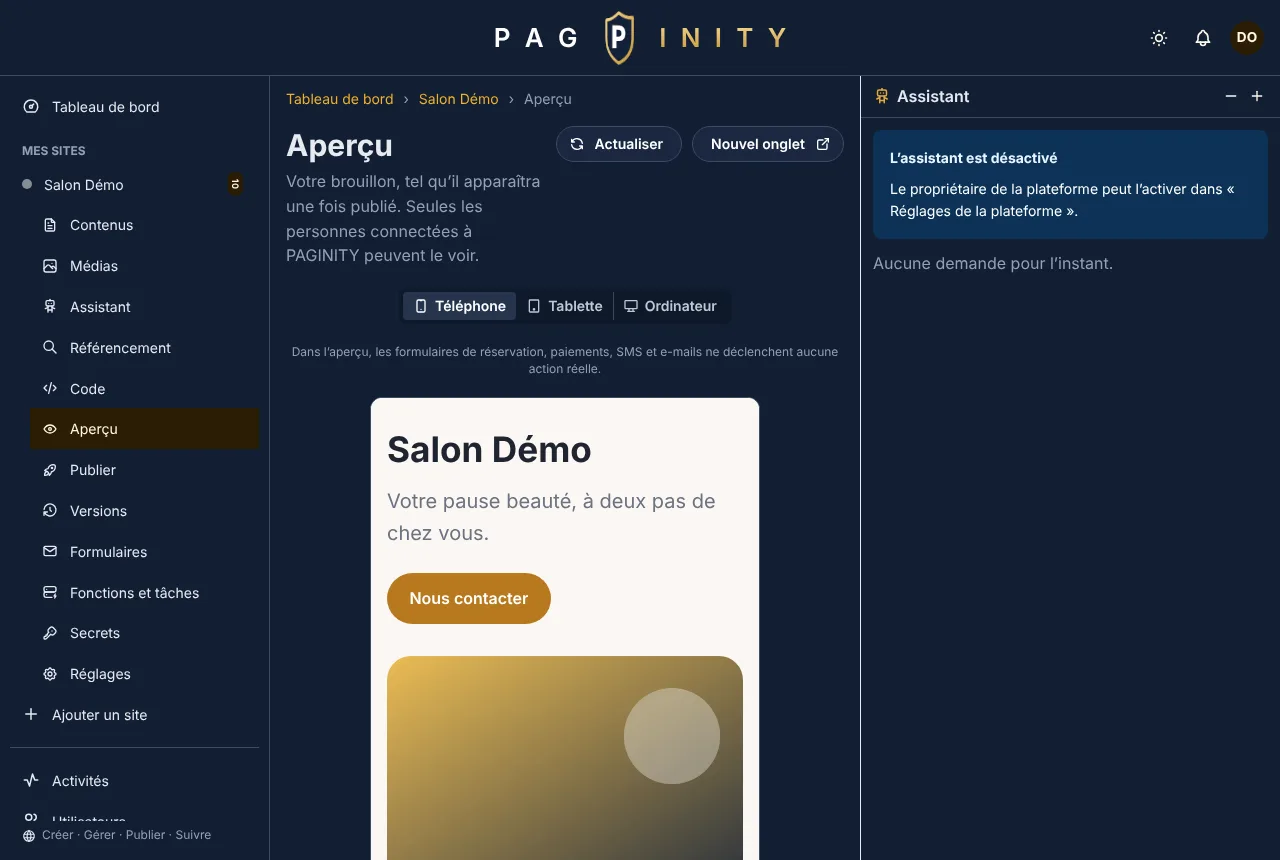 PAG P INITY
DO
Tableau de bord
MES SITES
Salon Démo
10
Contenus
Médias
Assistant
Référencement
Code
Aperçu
Publier
Versions
Formulaires
Fonctions et tâches
Secrets
Réglages
Ajouter un site
Activités
Utilisateurs
Créer · Gérer · Publier · Suivre
Tableau de bord › Salon Démo › Aperçu
Aperçu
Actualiser
Nouvel onglet
Votre brouillon, tel qu’il apparaîtra
une fois publié. Seules les
personnes connectées à
PAGINITY peuvent le voir.
Téléphone
Tablette
Ordinateur
Dans l’aperçu, les formulaires de réservation, paiements, SMS et e-mails ne déclenchent aucune
action réelle.
Salon Démo
Votre pause beauté, à deux pas de
chez vous.
Nous contacter
Assistant
L’assistant est désactivé
Le propriétaire de la plateforme peut l’activer dans «
Réglages de la plateforme ».
Aucune demande pour l’instant.